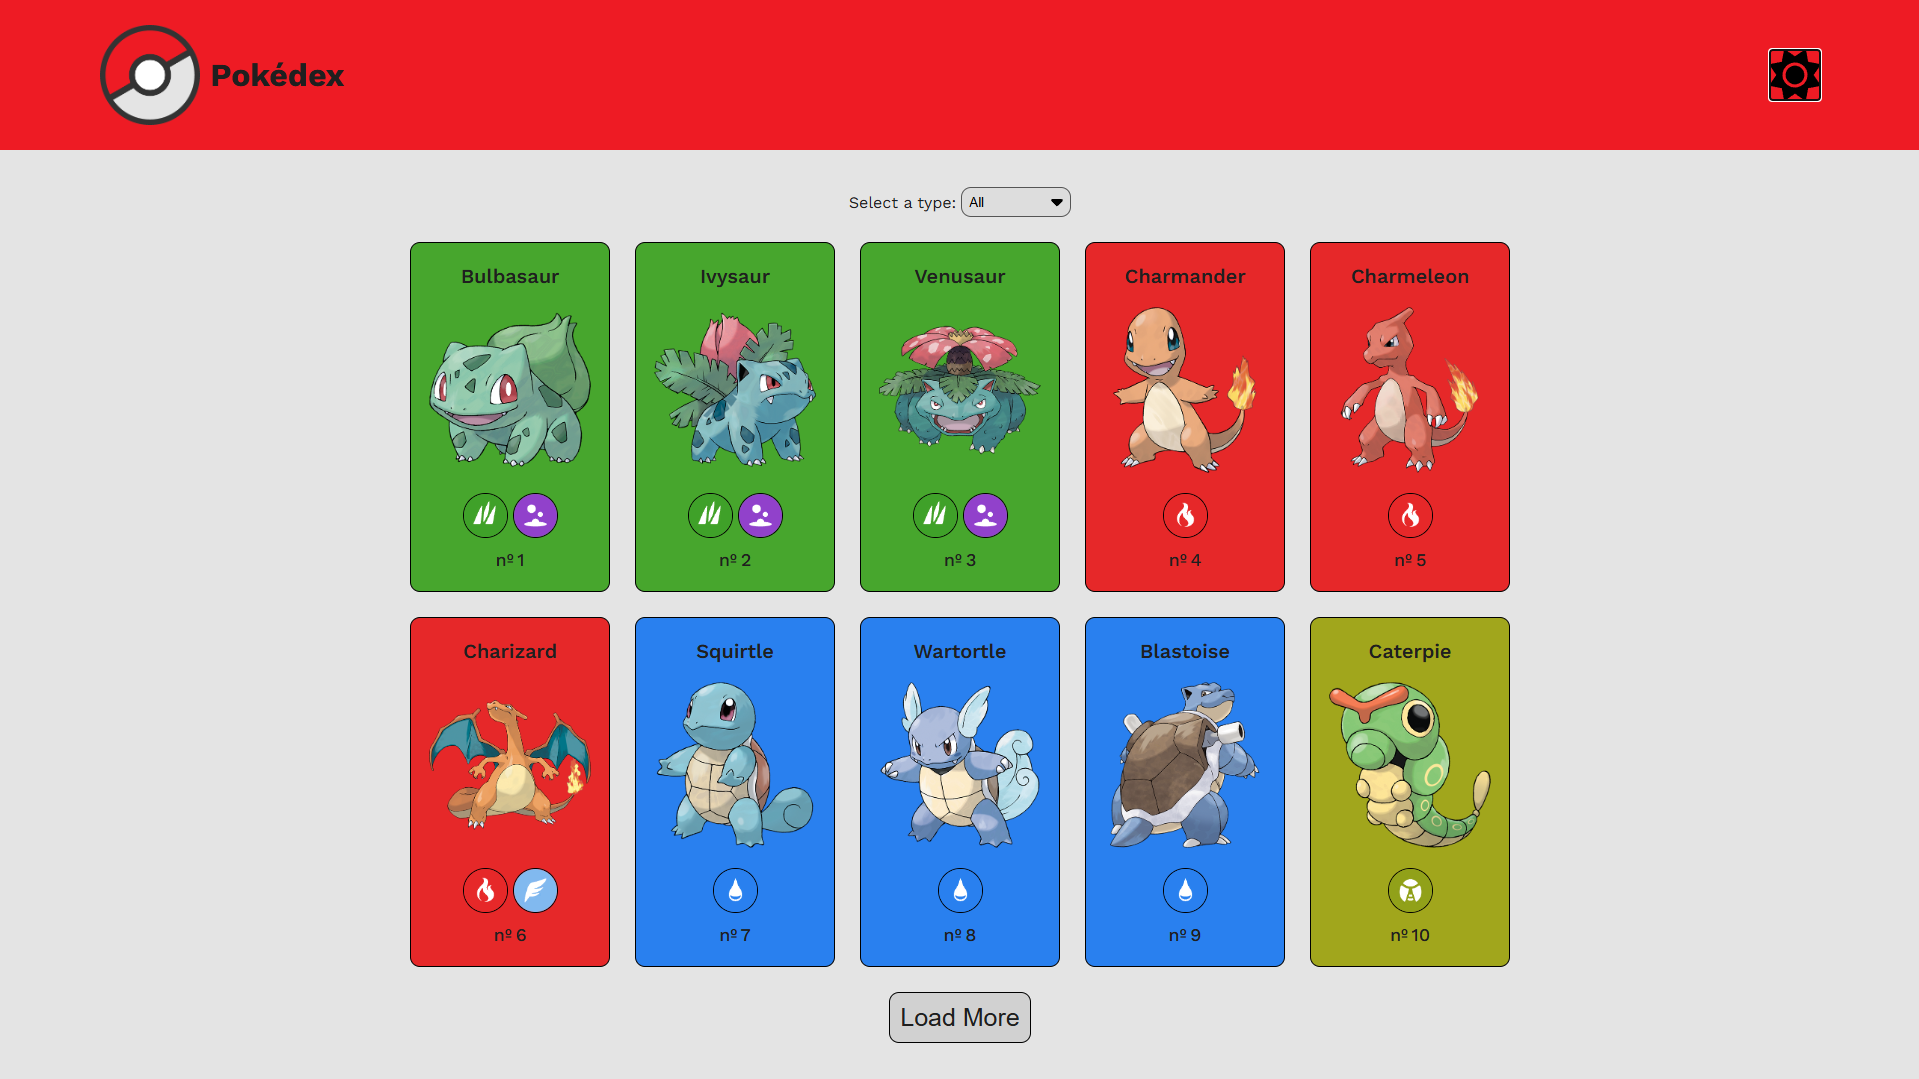 Pokédex
Select a type: All
Bulbasaur
Ivysaur
Venusaur
Charmander
Charmeleon
nº 1
nº 2
nº 3
nº 4
nº 5
Charizard
Squirtle
Wartortle
Blastoise
Caterpie
nº 6
nº 7
nº 8
nº 9
nº 10
Load More